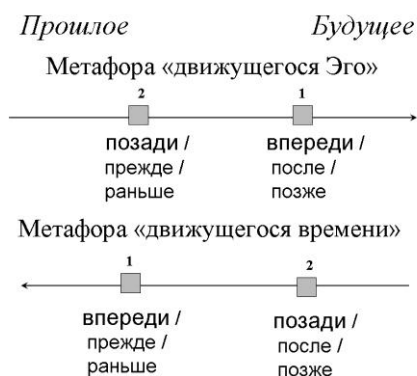 Прошлое Будущее
Метафора «движущегося Эго»
2 1
позади / впереди /
прежде / после /
раньше позже
Метафора «движущегося времени»
1 2
впереди / позади /
прежде / после /
раньше позже